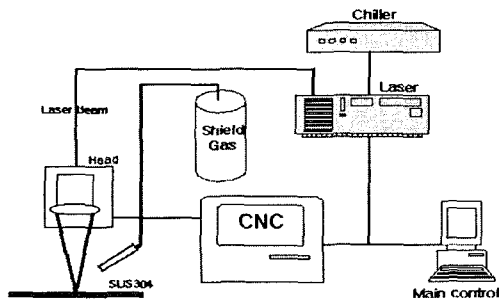 Chiller
Laser
Laser Beam
Shield
Gas
Head
CNC
SUS304
Main control